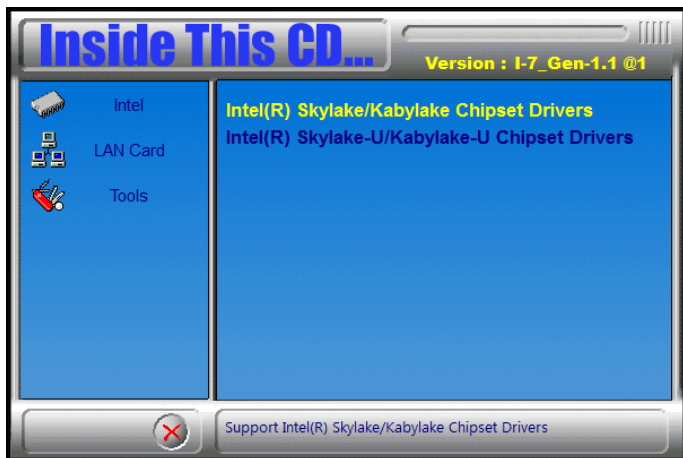 Inside This CD...
Version : I-7_Gen-1.1 @1
Intel
LAN Card
Tools
Intel(R) Skylake/Kabylake Chipset Drivers
Intel(R) Skylake-U/Kabylake-U Chipset Drivers
Support Intel(R) Skylake/Kabylake Chipset Drivers